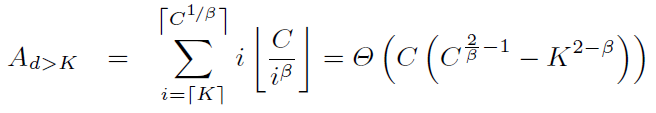 A_{d>K} = \sum_{i=\lceil K \rceil}^{\lceil C^{1/\beta} \rceil} i \left\lfloor \frac{C}{i^{\beta}} \right\rfloor = \Theta \left( C \left( C^{\frac{2}{\beta}-1} - K^{2-\beta} \right) \right)